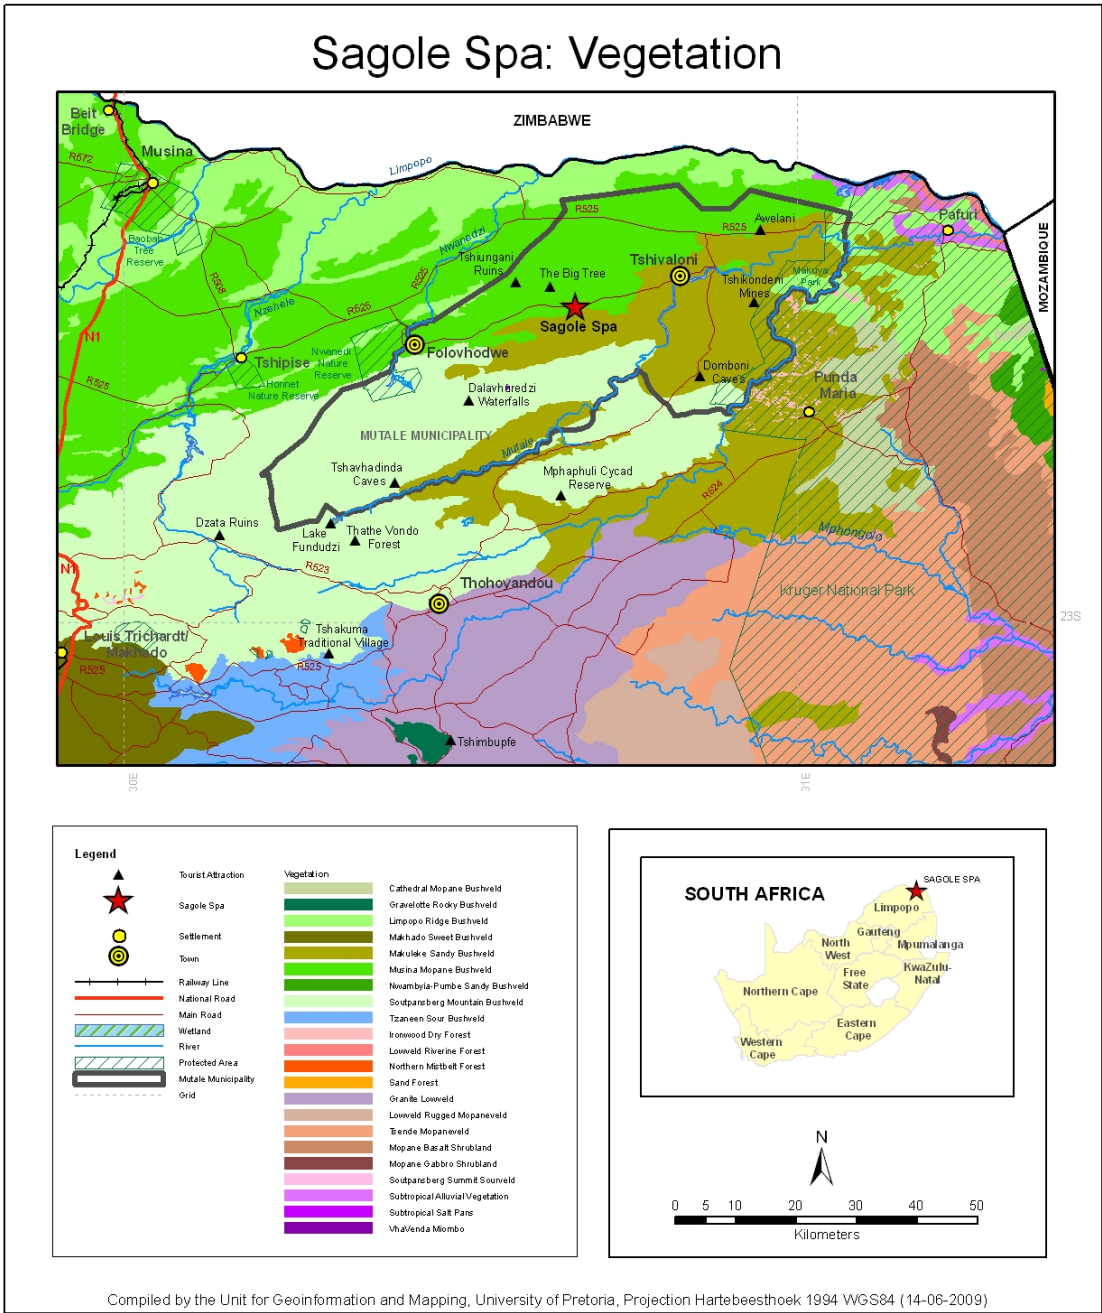 Sagole Spa: Vegetation
ZIMBABWE
Beit
Bridge
Musina
R572
Limpopo
MOZAMBIQUE
Pafuri
Baobab
Tree
Reserve
R508
Nzehele
Nwanedzi
R525
R525
R525
Awelani
Tshiungani
Ruins
The Big Tree
Tshivaloni
Makuya
Park
Tshikondeni
Mines
Sagole Spa
R525
R525
N1
Tshipise
Nwanedi
Nature
Reserve
Folovhodwe
Honnet
Nature Reserve
R525
Domboni
Caves
Punda
Maria
Dalavhuredzi
Waterfalls
MUTALE MUNICIPALITY
Mutale
Tshavhadinda
Caves
Mphaphuli Cycad
Reserve
R524
Dzata Ruins
Lake
Fundudzi
Thathe Vondo
Forest
Mphongolo
N1
R523
Thohoyandou
Kruger National Park
23S
Louis Trichardt/
Makhado
Tshakuma
Traditional Village
R525
R525
Tshimbupfe
30E
31E
Legend
Tourist Attraction
Sagole Spa
Settlement
Town
Railway Line
National Road
Main Road
Wetland
River
Protected Area
Mutale Municipality
Grid
Vegetation
Cathedral Mopane Bushveld
Gravelotte Rocky Bushveld
Limpopo Ridge Bushveld
Makhado Sweet Bushveld
Makuleke Sandy Bushveld
Musina Mopane Bushveld
Nwambyia-Pumbe Sandy Bushveld
Soutpansberg Mountain Bushveld
Tzaneen Sour Bushveld
Ironwood Dry Forest
Lowveld Riverine Forest
Northern Mistbelt Forest
Sand Forest
Granite Lowveld
Lowveld Rugged Mopaneveld
Tsende Mopaneveld
Mopane Basalt Shrubland
Mopane Gabbro Shrubland
Soutpansberg Summit Sourveld
Subtropical Alluvial Vegetation
Subtropical Salt Pans
VhaVenda Miombo
SOUTH AFRICA
SAGOLE SPA
Limpopo
Gauteng
North
West
Mpumalanga
Free
State
KwaZulu-
Natal
Northern Cape
Eastern
Cape
Western
Cape
N
0 5 10 20 30 40 50
Kilometers
Compiled by the Unit for Geoinformation and Mapping, University of Pretoria, Projection Hartebeesthoek 1994 WGS84 (14-06-2009)